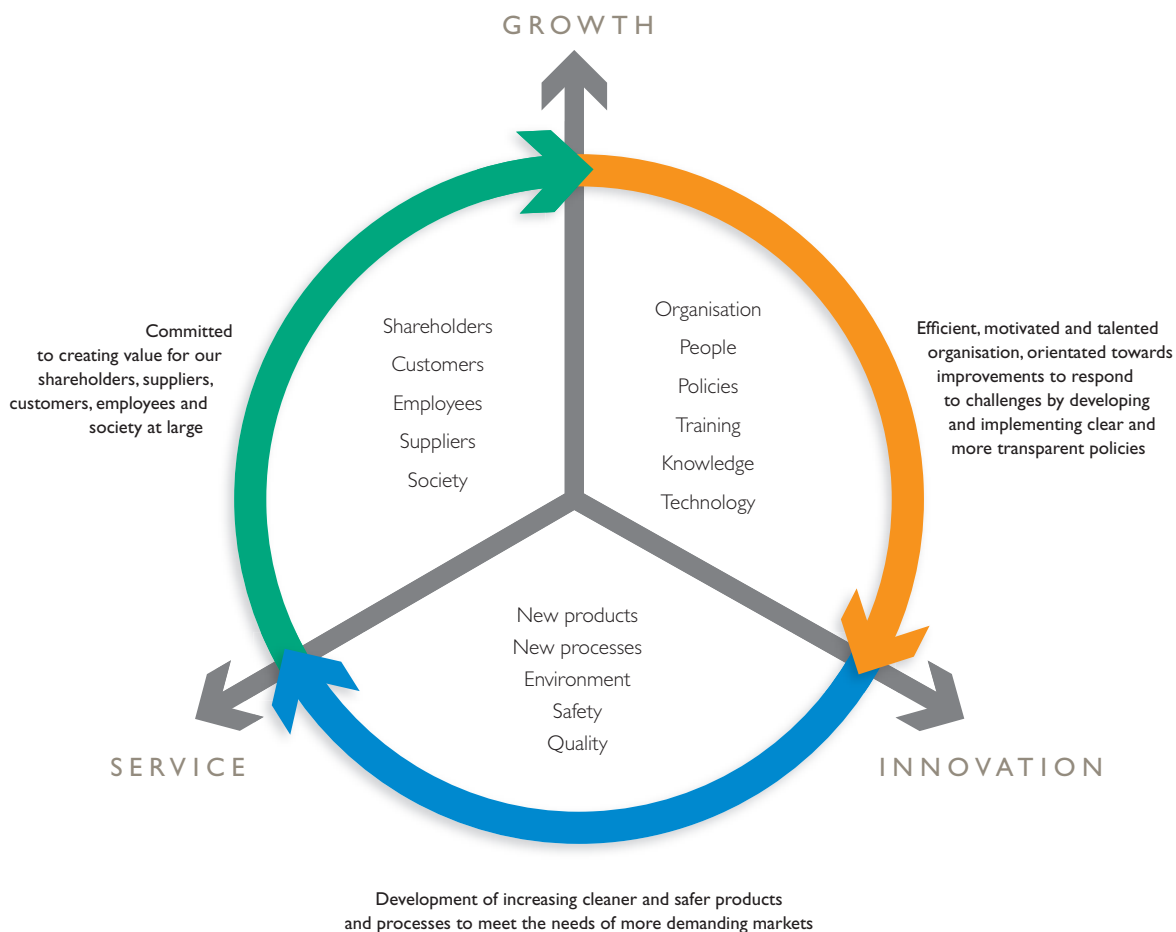 GROWTH
Committed
to creating value for our
shareholders, suppliers,
customers, employees and
society at large
Shareholders
Customers
Employees
Suppliers
Society
Organisation
People
Policies
Training
Knowledge
Technology
Efficient, motivated and talented
organisation, orientated towards
improvements to respond
to challenges by developing
and implementing clear and
more transparent policies
New products
New processes
Environment
Safety
Quality
SERVICE
INNOVATION
Development of increasing cleaner and safer products
and processes to meet the needs of more demanding markets